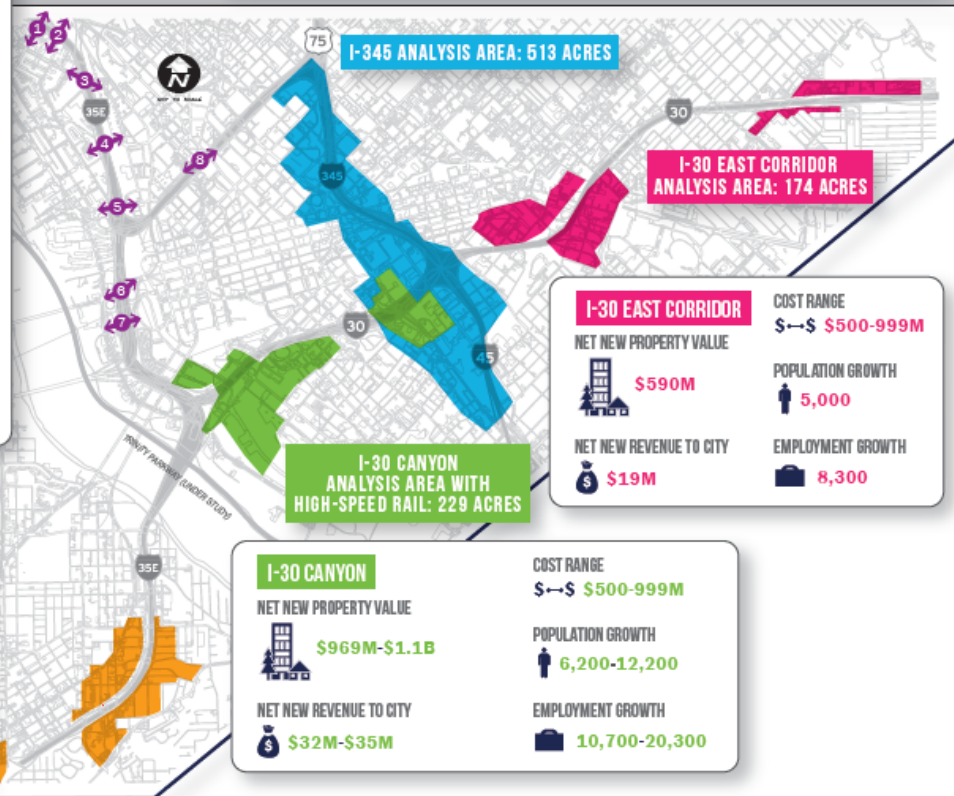 1
2
75
I-345 ANALYSIS AREA: 513 ACRES
N
NOT TO SCALE
3
35E
30
4
8
I-30 EAST CORRIDOR
ANALYSIS AREA: 174 ACRES
345
5
6
7
30
45
I-30 EAST CORRIDOR
NET NEW PROPERTY VALUE
$590M
NET NEW REVENUE TO CITY
$
$19M
COST RANGE
$↔$ $500-999M
POPULATION GROWTH
5,000
EMPLOYMENT GROWTH
8,300
TRINITY PARKWAY (UNDER STUDY)
I-30 CANYON
ANALYSIS AREA WITH
HIGH-SPEED RAIL: 229 ACRES
35E
I-30 CANYON
NET NEW PROPERTY VALUE
$969M-$1.1B
NET NEW REVENUE TO CITY
$
$32M-$35M
COST RANGE
$↔$ $500-999M
POPULATION GROWTH
6,200-12,200
EMPLOYMENT GROWTH
10,700-20,300